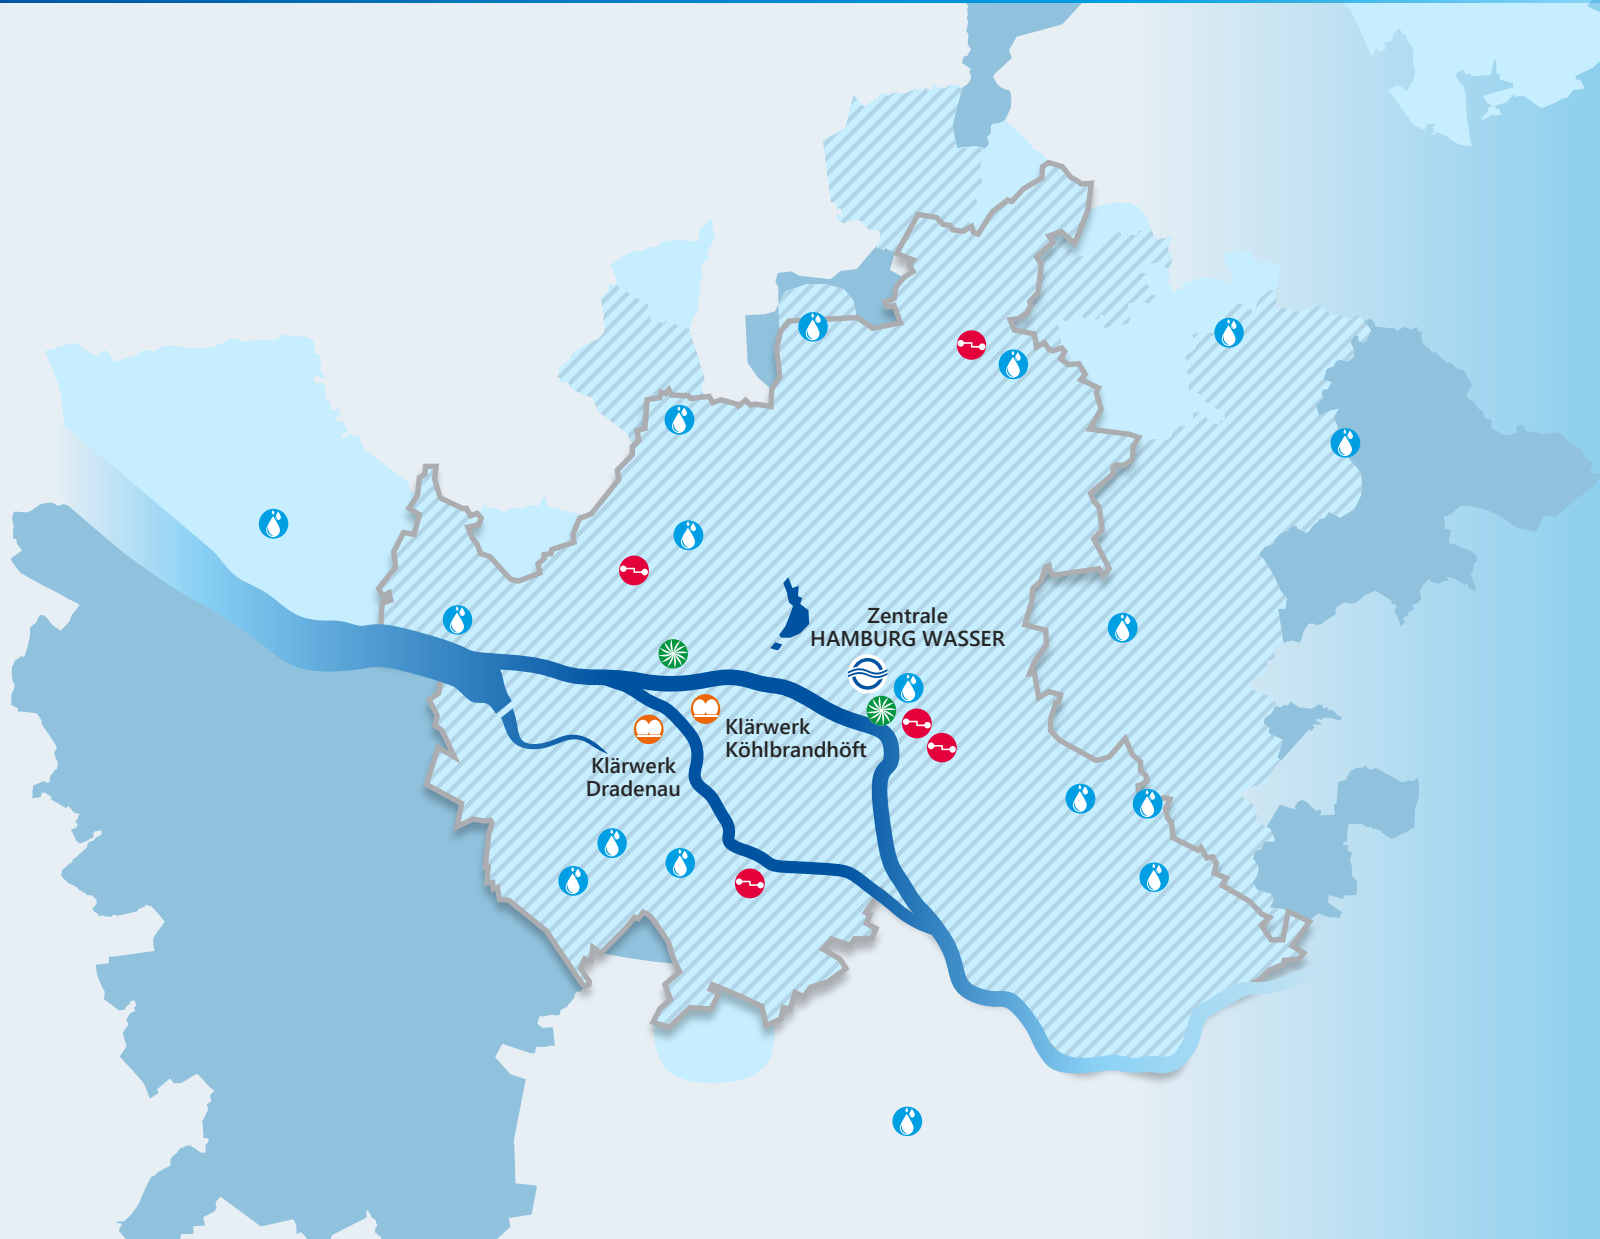 Zentrale
HAMBURG WASSER
Klärwerk
Köhlbrandhöft
Klärwerk
Dradenau